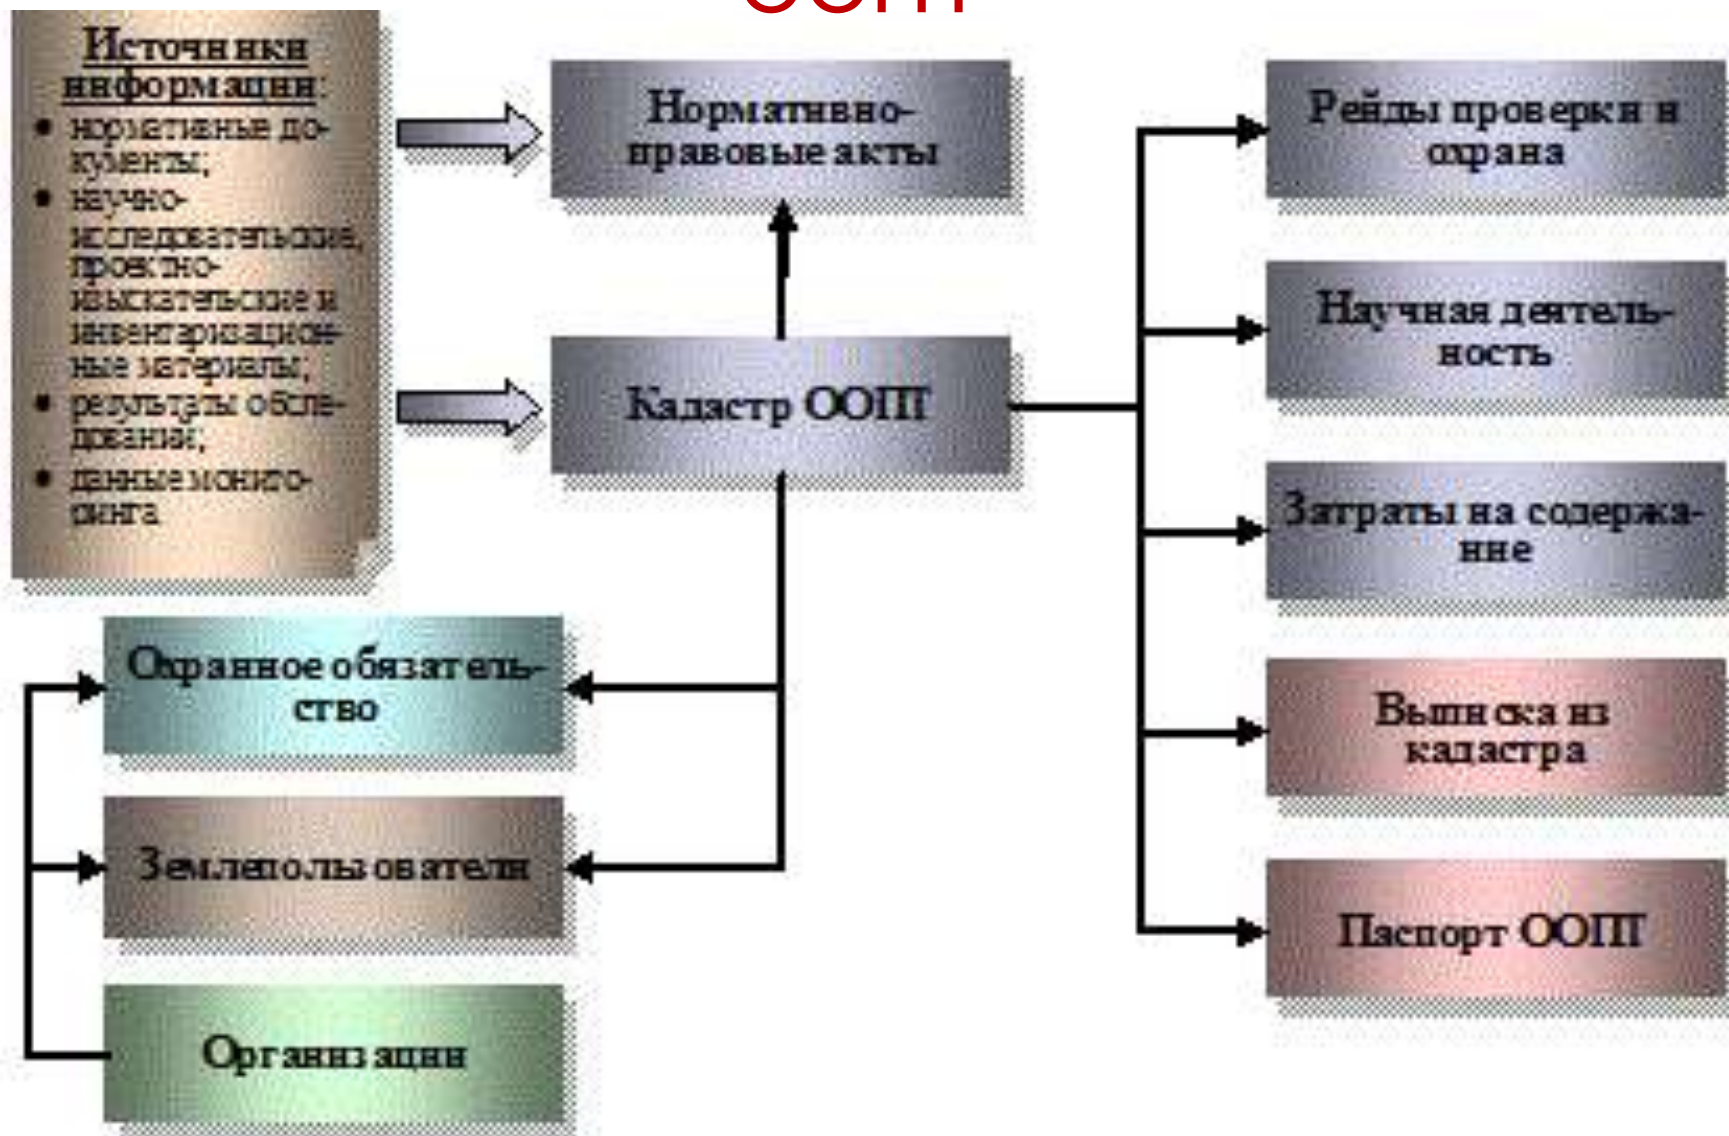 ООПТ
Источники
информации:
• нормативные до-
кументы;
• научно-
исследовательские,
проектно-
изыскательские и
инвентаризацион-
ные материалы;
• результаты обсле-
дований;
• данные монито-
ринга
Нормативно-
правовые акты
Кадастр ООПТ
Охранное обязатель-
ство
Землепользователи
Организации
Рейды проверки и
охрана
Научная деятель-
ность
Затраты на содержа-
ние
Выписка из
кадастра
Паспорт ООПТ